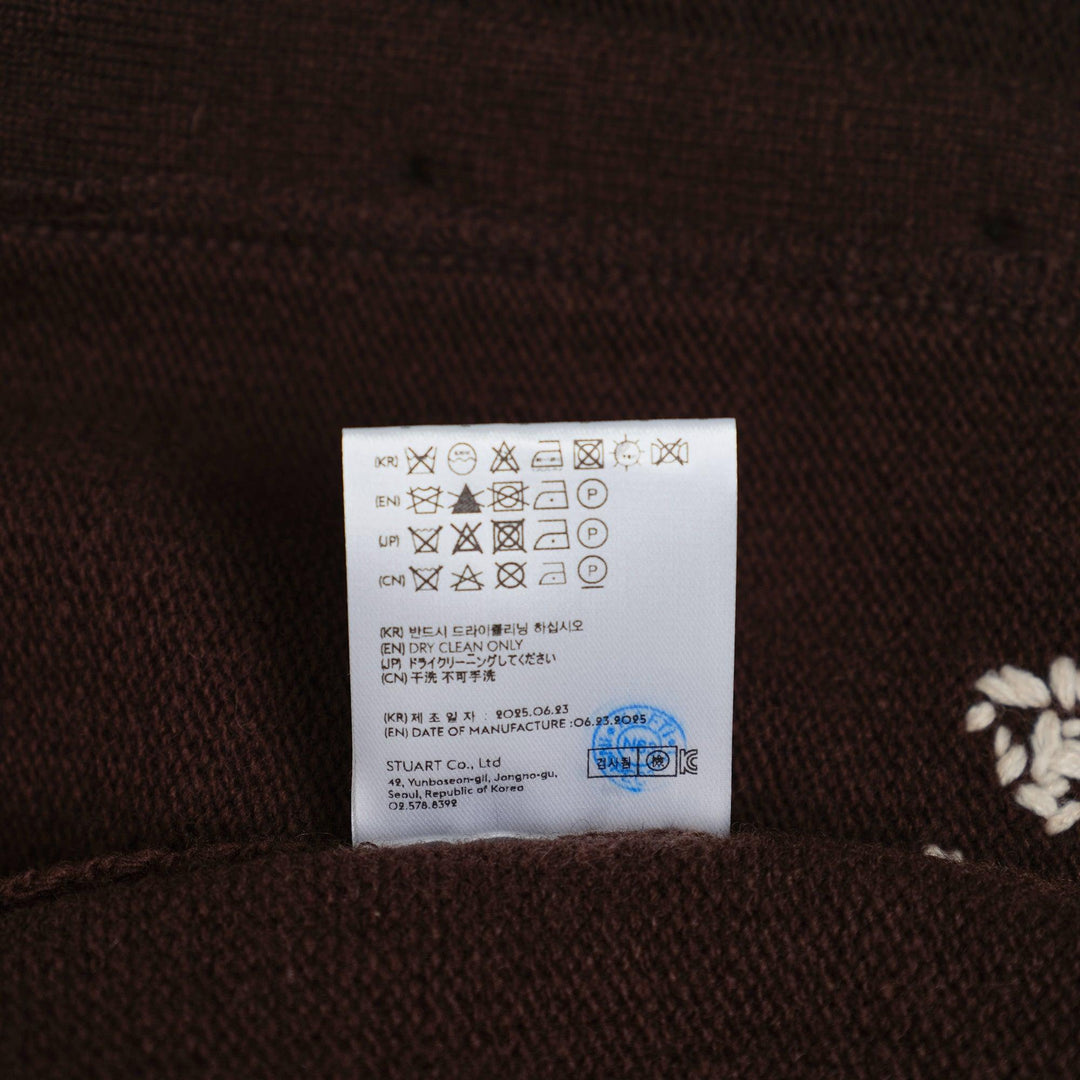 (KR)
(EN)
P
(JP)
P
(CN)
P
(KR) 반드시 드라이클리닝 하십시오
(EN) DRY CLEAN ONLY
(JP) ドライクリーニングしてください
(CN) 干洗 不可手洗
(KR) 제 조 일 자 : 2025.06.23
(EN) DATE OF MANUFACTURE :06.23.2025
STUART Co., Ltd
42, Yunboseon-gil, Jongno-gu,
Seoul, Republic of Korea
02.578.8392
검사필 檢